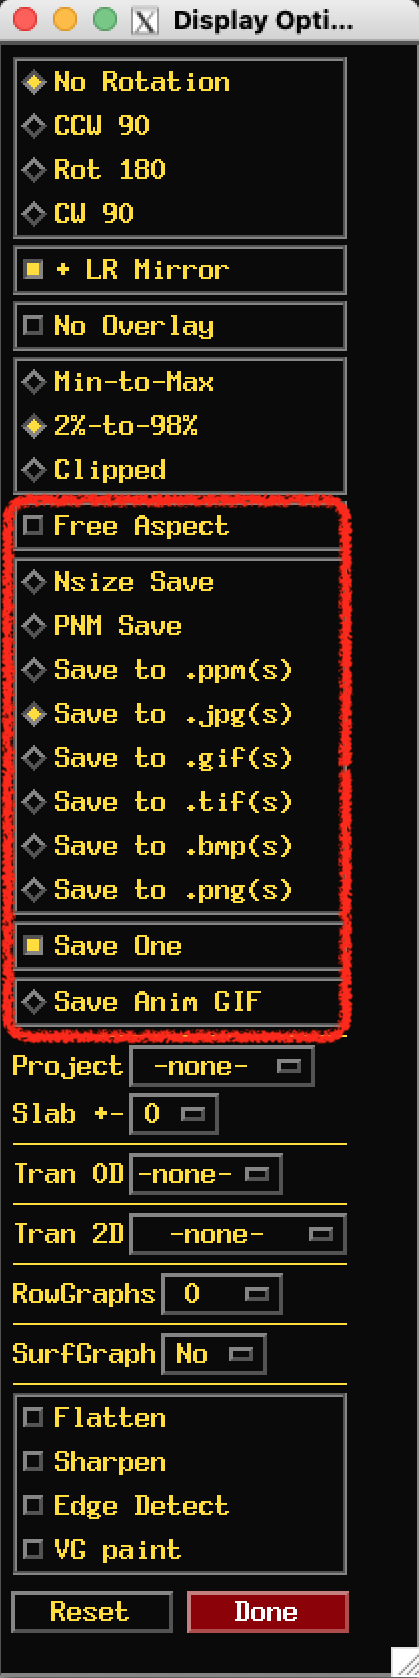 Display Opti...
No Rotation
CCW 90
Rot 180
CW 90
+ LR Mirror
No Overlay
Min-to-Max
2%-to-98%
Clipped
Free Aspect
Nsize Save
PNM Save
Save to .ppm(s)
Save to .jpg(s)
Save to .gif(s)
Save to .tif(s)
Save to .bmp(s)
Save to .png(s)
Save One
Save Anim GIF
Project -none-
Slab +- 0
Tran 0D -none-
Tran 2D -none-
RowGraphs 0
SurfGraph No
Flatten
Sharpen
Edge Detect
VG paint
Reset Done